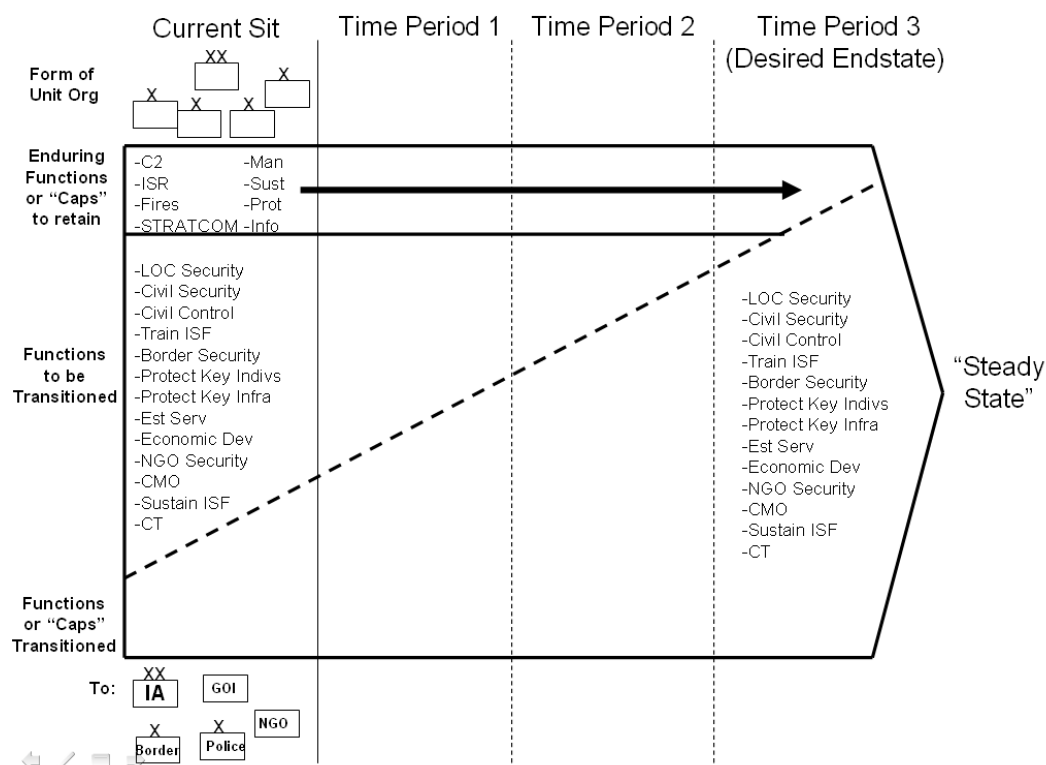 Current Sit
Time Period 1
Time Period 2
Time Period 3
(Desired Endstate)
Form of
Unit Org
XX
X
X
X
X
Enduring
Functions
or “Caps”
to retain
-C2
-ISR
-Fires
-STRATCOM
-Man
-Sust
-Prot
-Info
Functions
to be
Transitioned
-LOC Security
-Civil Security
-Civil Control
-Train ISF
-Border Security
-Protect Key Indivs
-Protect Key Infra
-Est Serv
-Economic Dev
-NGO Security
-CMO
-Sustain ISF
-CT
-LOC Security
-Civil Security
-Civil Control
-Train ISF
-Border Security
-Protect Key Indivs
-Protect Key Infra
-Est Serv
-Economic Dev
-NGO Security
-CMO
-Sustain ISF
-CT
“Steady
State”
Functions
or “Caps”
Transitioned
To:
XX
IA
GOI
NGO
X
Border
X
Police